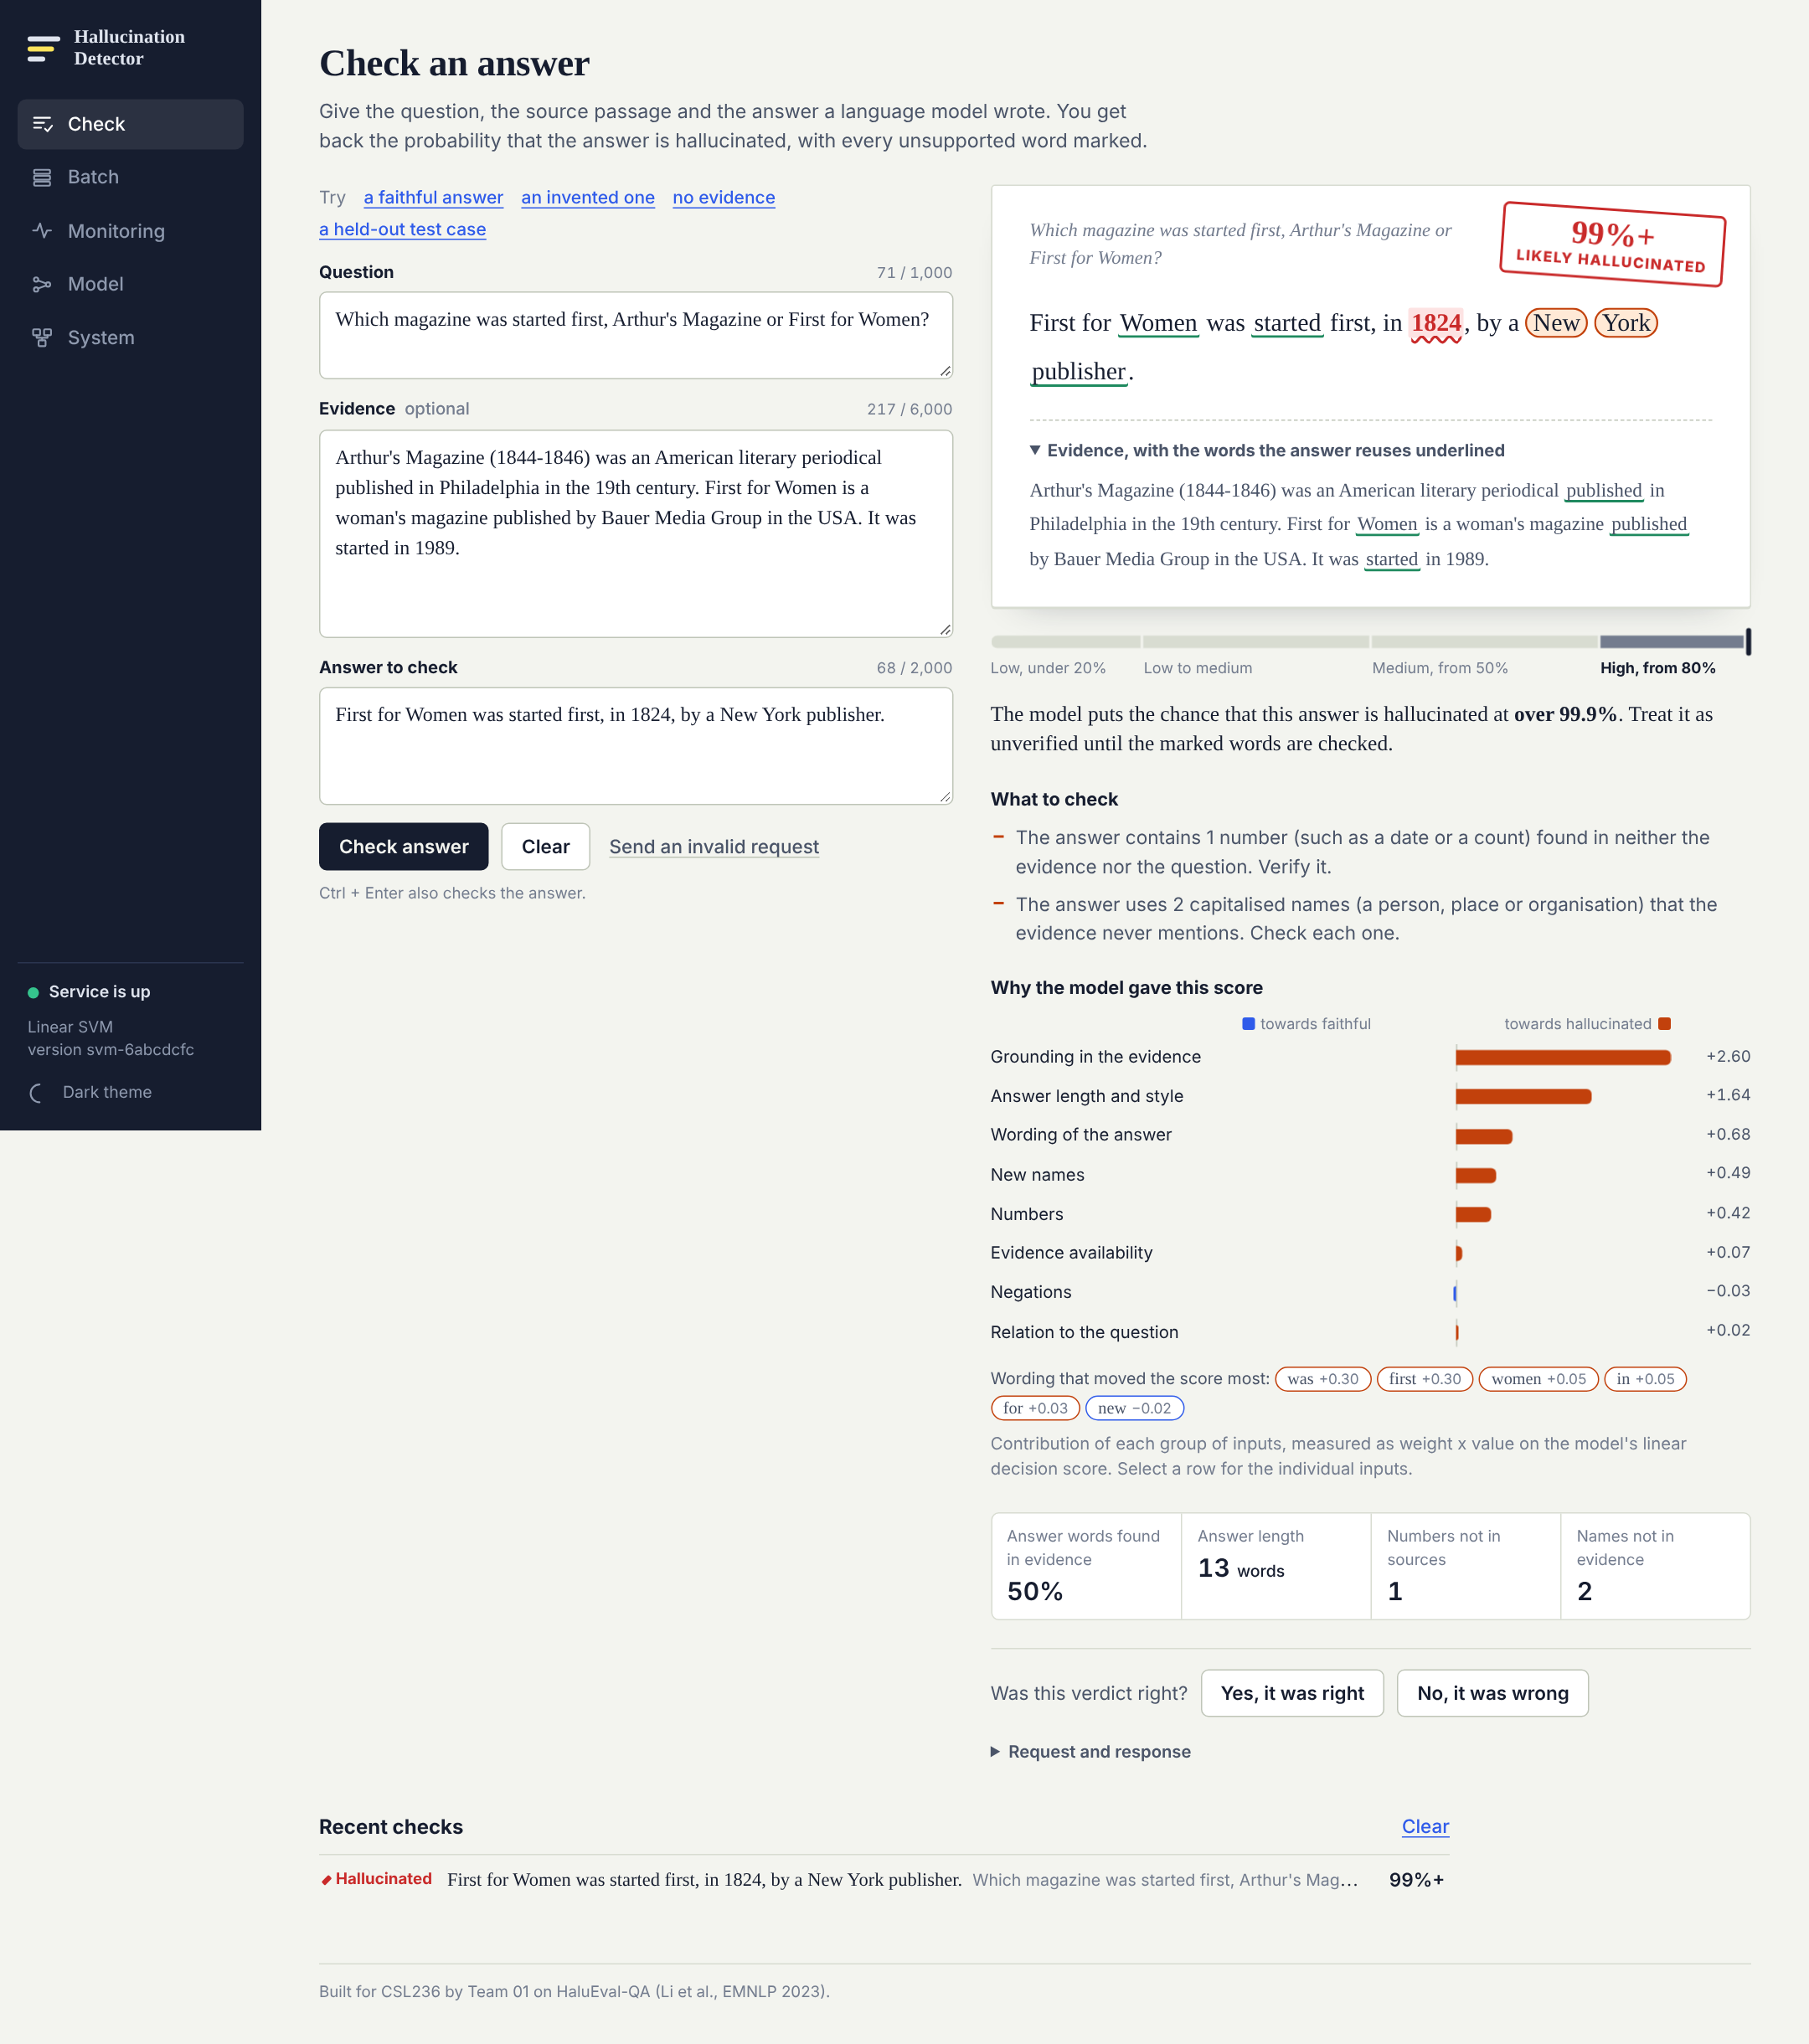 Hallucination
Detector
Check
Batch
Monitoring
Model
System
Service is up
Linear SVM
version svm-6abcdcfc
Dark theme
Check an answer
Give the question, the source passage and the answer a language model wrote. You get
back the probability that the answer is hallucinated, with every unsupported word marked.
Try a faithful answer an invented one no evidence
a held-out test case
Question 71 / 1,000
Which magazine was started first, Arthur's Magazine or First for Women?
Evidence optional 217 / 6,000
Arthur's Magazine (1844-1846) was an American literary periodical
published in Philadelphia in the 19th century. First for Women is a
woman's magazine published by Bauer Media Group in the USA. It was
started in 1989.
Answer to check 68 / 2,000
First for Women was started first, in 1824, by a New York publisher.
Check answer Clear Send an invalid request
Ctrl + Enter also checks the answer.
Which magazine was started first, Arthur's Magazine or
First for Women?
99%+
LIKELY HALLUCINATED
First for Women was started first, in 1824, by a New York
publisher.
Evidence, with the words the answer reuses underlined
Arthur's Magazine (1844-1846) was an American literary periodical published in
Philadelphia in the 19th century. First for Women is a woman's magazine published
by Bauer Media Group in the USA. It was started in 1989.
Low, under 20% Low to medium Medium, from 50% High, from 80%
The model puts the chance that this answer is hallucinated at over 99.9%. Treat it as
unverified until the marked words are checked.
What to check
The answer contains 1 number (such as a date or a count) found in neither the
evidence nor the question. Verify it.
The answer uses 2 capitalised names (a person, place or organisation) that the
evidence never mentions. Check each one.
Why the model gave this score
towards faithful towards hallucinated
Grounding in the evidence +2.60
Answer length and style +1.64
Wording of the answer +0.68
New names +0.49
Numbers +0.42
Evidence availability +0.07
Negations −0.03
Relation to the question +0.02
Wording that moved the score most: was +0.30 first +0.30 women +0.05 in +0.05
for +0.03 new −0.02
Contribution of each group of inputs, measured as weight x value on the model's linear
decision score. Select a row for the individual inputs.
Answer words found
in evidence
50%
Answer length
13 words
Numbers not in
sources
1
Names not in
evidence
2
Was this verdict right? Yes, it was right No, it was wrong
Request and response
Recent checks Clear
Hallucinated First for Women was started first, in 1824, by a New York publisher. Which magazine was started first, Arthur's Mag... 99%+
Built for CSL236 by Team 01 on HaluEval-QA (Li et al., EMNLP 2023).